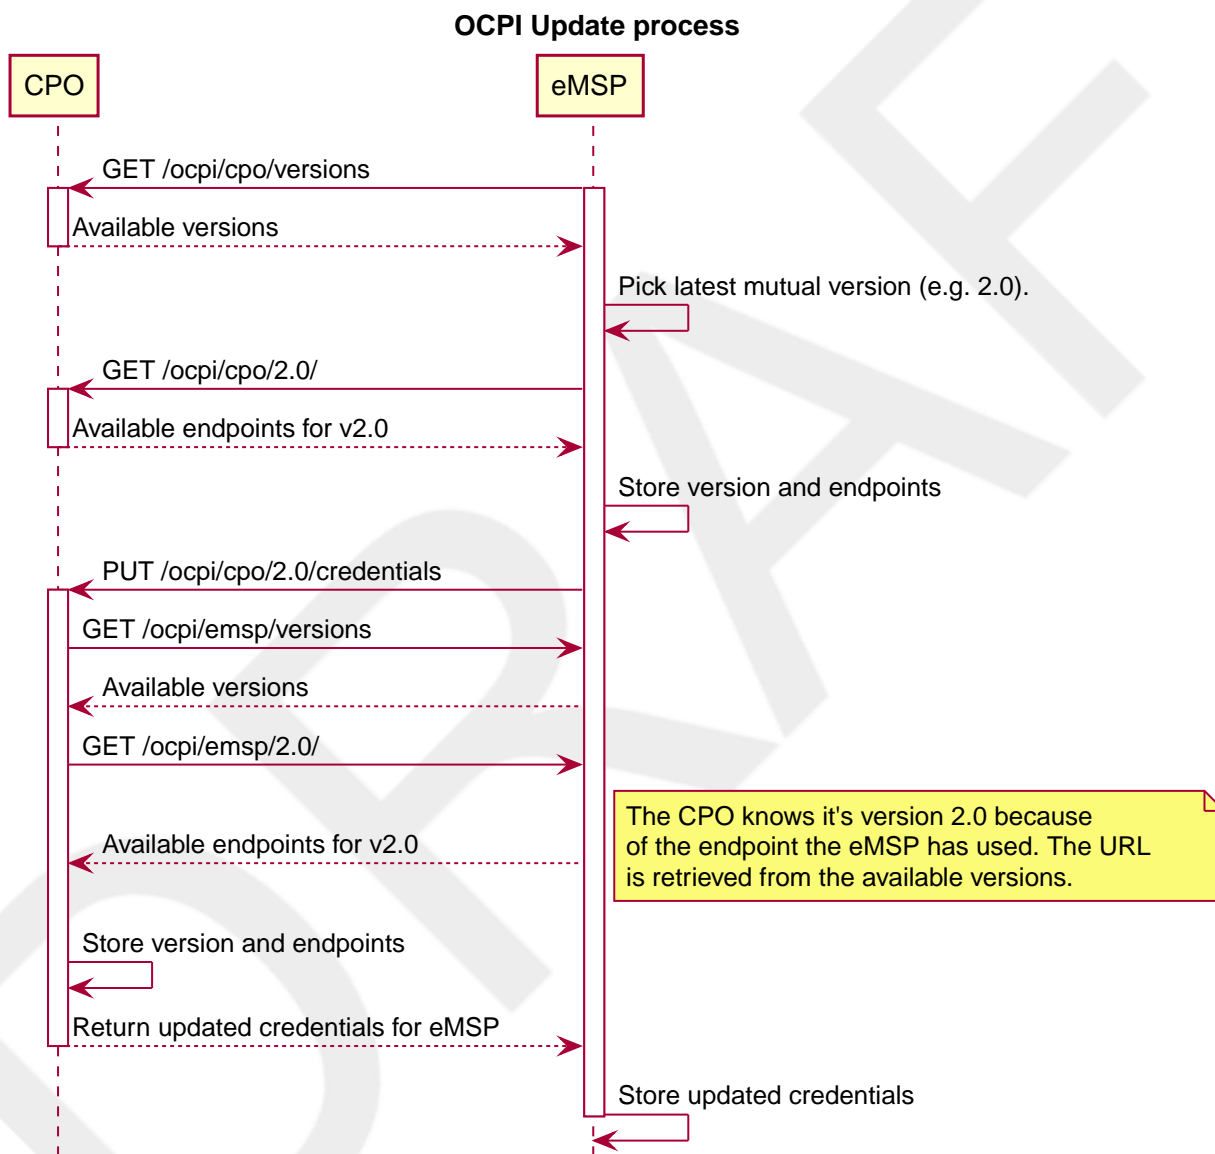 OCPI Update process
CPO
eMSP
GET /ocpi/cpo/versions
Available versions
Pick latest mutual version (e.g. 2.0).
GET /ocpi/cpo/2.0/
Available endpoints for v2.0
Store version and endpoints
PUT /ocpi/cpo/2.0/credentials
GET /ocpi/emsp/versions
Available versions
GET /ocpi/emsp/2.0/
The CPO knows it's version 2.0 because
of the endpoint the eMSP has used. The URL
is retrieved from the available versions.
Available endpoints for v2.0
Store version and endpoints
Return updated credentials for eMSP
Store updated credentials
DRAF